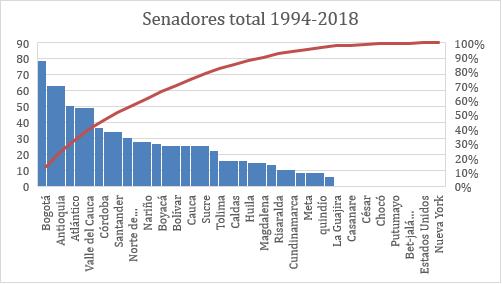 Senadores total 1994-2018
90
80
70
60
50
40
30
20
10
0
100%
90%
80%
70%
60%
50%
40%
30%
20%
10%
0%
Bogotá
Antioquia
Atlántico
Valle del Cauca
Córdoba
Santander
Norte de...
Nariño
Boyacá
Bolivar
Cauca
Sucre
Tolima
Caldas
Huila
Magdalena
Risaralda
Cundinamarca
Meta
quindío
La Guajira
Casanare
César
Chocó
Putumayo
Bet-jalá...
Estados Unidos
Nueva York